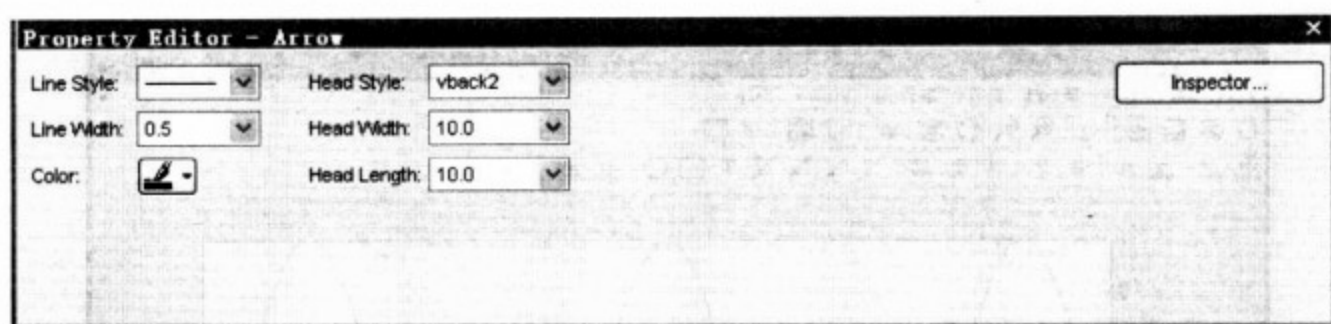 Property Editor - Arrow
Line Style: Head Style: vback2 Inspector...
Line Width: 0.5 Head Width: 10.0
Color: Head Length: 10.0